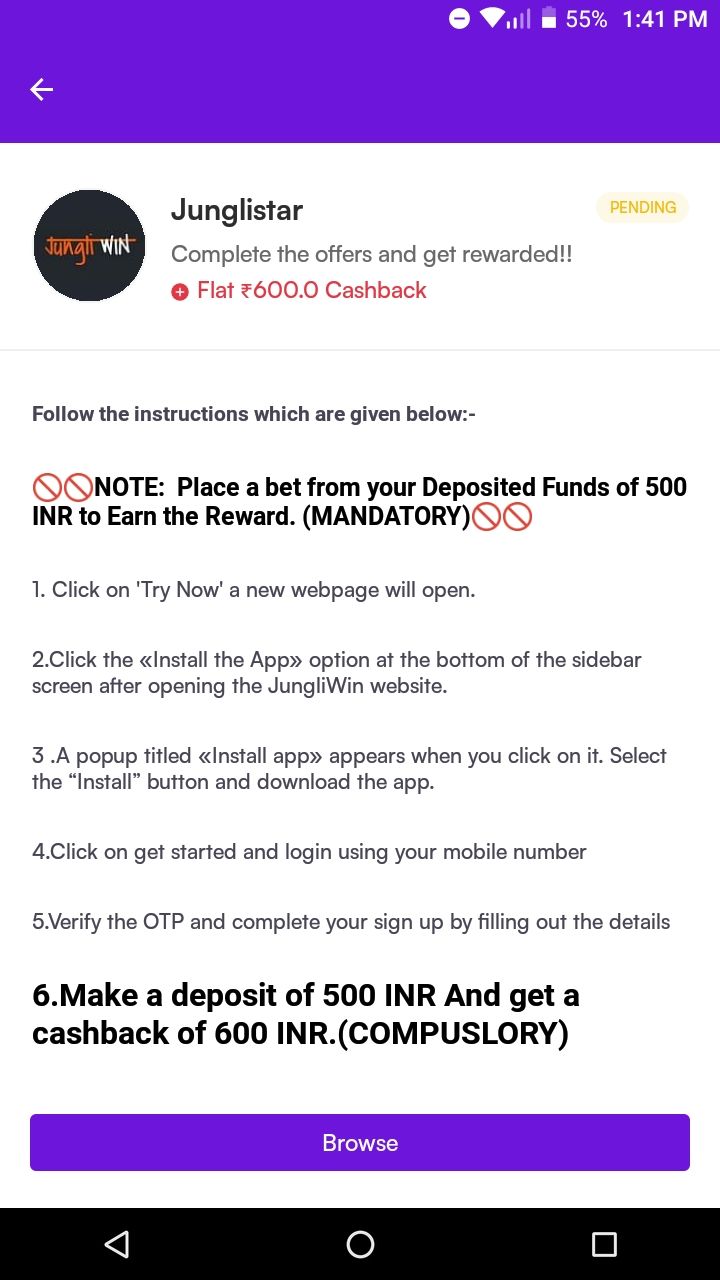 55% 1:41 PM
Jungli WIN
Junglistar
PENDING
Complete the offers and get rewarded!!
Flat ₹600.0 Cashback
Follow the instructions which are given below:-
🚫🚫NOTE: Place a bet from your Deposited Funds of 500
INR to Earn the Reward. (MANDATORY)🚫🚫
1. Click on 'Try Now' a new webpage will open.
2.Click the «Install the App» option at the bottom of the sidebar
screen after opening the JungliWin website.
3 .A popup titled «Install app» appears when you click on it. Select
the “Install” button and download the app.
4.Click on get started and login using your mobile number
5.Verify the OTP and complete your sign up by filling out the details
6.Make a deposit of 500 INR And get a
cashback of 600 INR.(COMPUSLORY)
Browse